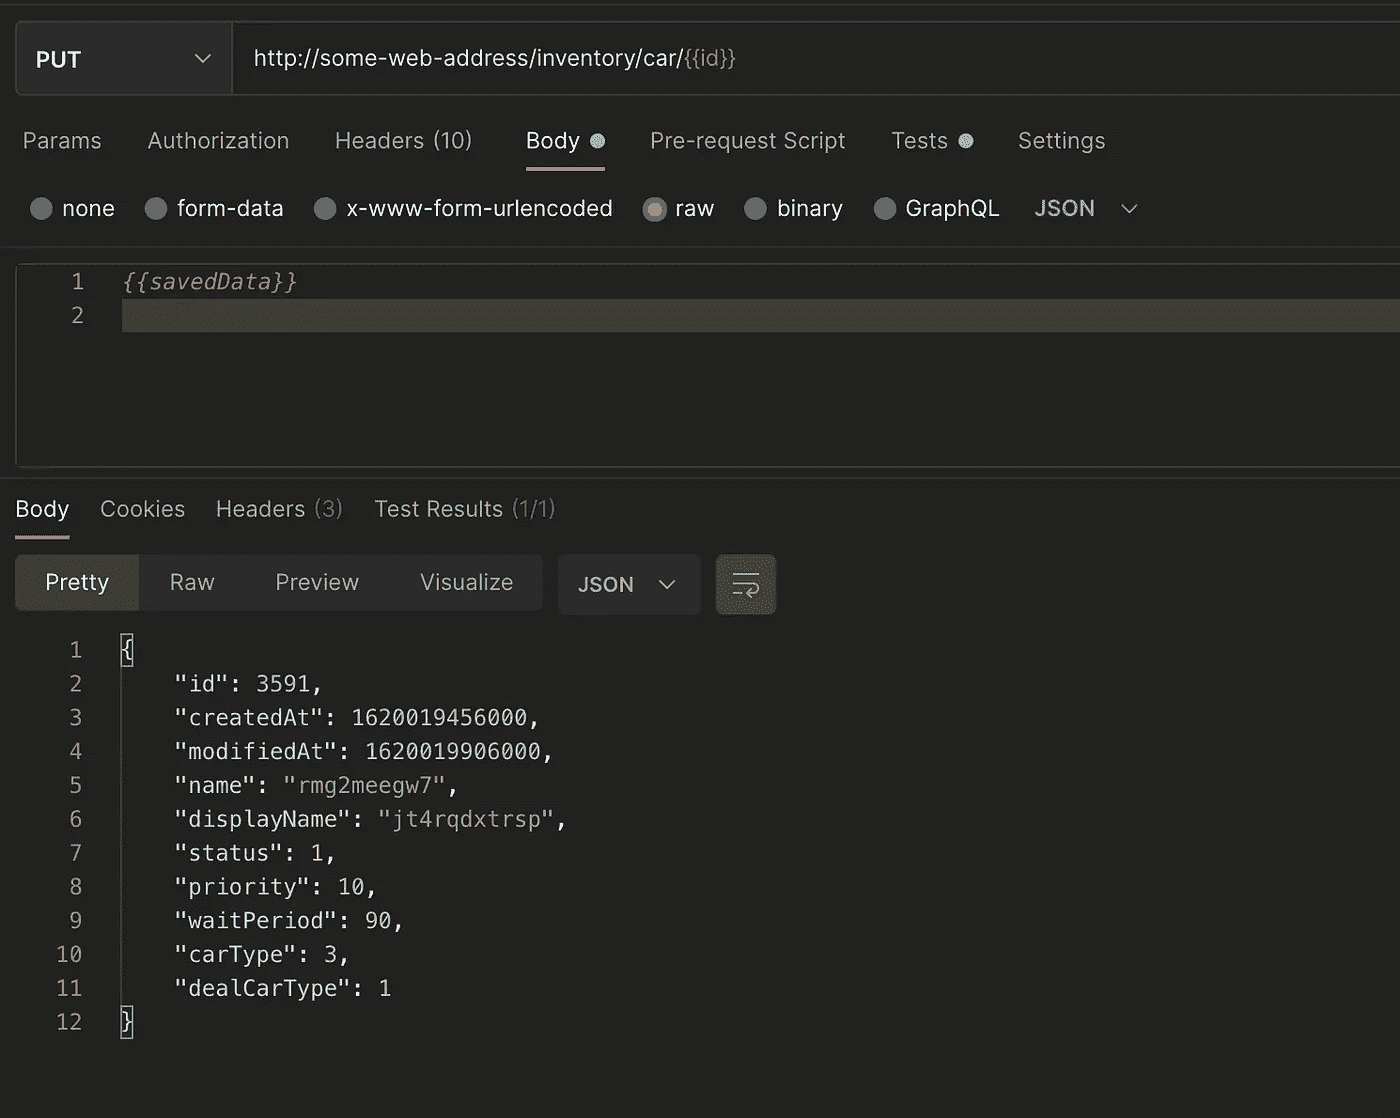 PUT http://some-web-address/inventory/car/{{id}}
Params Authorization Headers (10) Body Pre-request Script Tests Settings
none form-data x-www-form-urlencoded raw binary GraphQL JSON
1 {{savedData}}
2
Body Cookies Headers (3) Test Results (1/1)
Pretty Raw Preview Visualize JSON
1 {
2 "id": 3591,
3 "createdAt": 1620019456000,
4 "modifiedAt": 1620019906000,
5 "name": "rmg2meegw7",
6 "displayName": "jt4rqdxtrsp",
7 "status": 1,
8 "priority": 10,
9 "waitPeriod": 90,
10 "carType": 3,
11 "dealCarType": 1
12 }